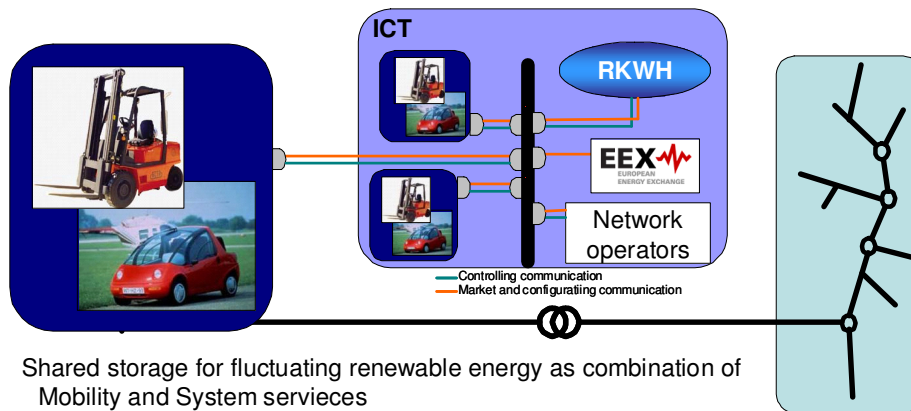 ICT
RKWH
EEX
EUROPEAN
ENERGY EXCHANGE
Network
operators
Controlling communication
Market and configuratiing communication
Shared storage for fluctuating renewable energy as combination of
Mobility and System servieces